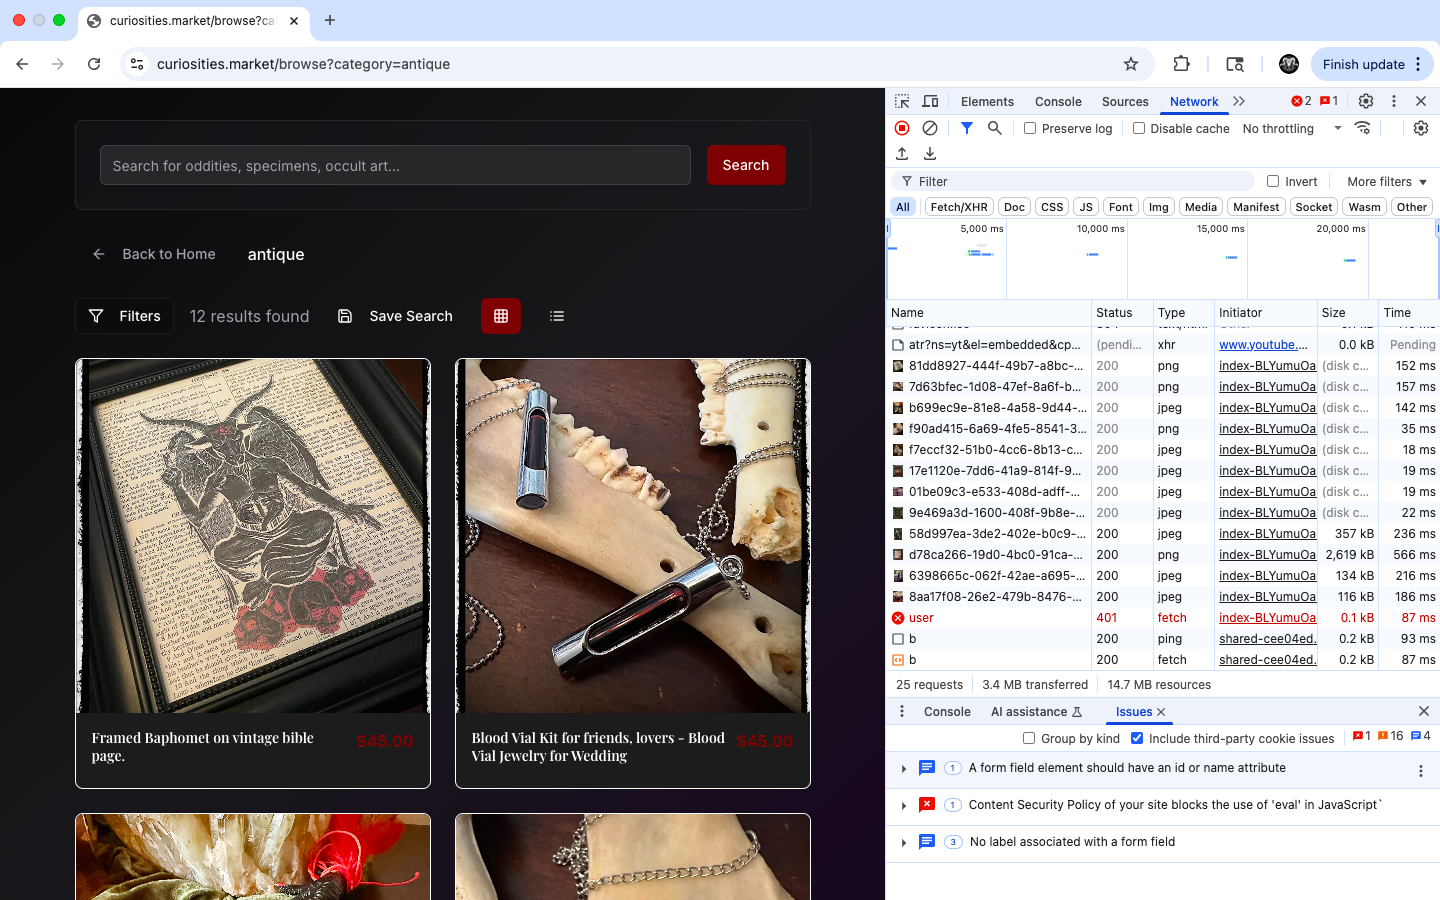 curiosities.market/browse?ca
curiosities.market/browse?category=antique
Finish update
Search for oddities, specimens, occult art...
Search
Back to Home
antique
Filters
12 results found
Save Search
Framed Baphomet on vintage bible
page.
$45.00
Blood Vial Kit for friends, lovers - Blood
Vial Jewelry for Wedding
$45.00
Elements
Console
Sources
Network
2
1
Preserve log
Disable cache
No throttling
Filter
Invert
More filters
All
Fetch/XHR
Doc
CSS
JS
Font
Img
Media
Manifest
Socket
Wasm
Other
5,000 ms
10,000 ms
15,000 ms
20,000 ms
Name Status Type Initiator Size Time
atr?ns=yt&el=embedded&cp... (pendi... xhr www.youtube.... 0.0 kB Pending
81dd8927-444f-49b7-a8bc-... 200 png index-BLYumuOa (disk c... 152 ms
7d63bfec-1d08-47ef-8a6f-b... 200 png index-BLYumuOa (disk c... 157 ms
b699ec9e-81e8-4a58-9d44-... 200 jpeg index-BLYumuOa (disk c... 142 ms
f90ad415-6a69-4fe5-8541-3... 200 png index-BLYumuOa (disk c... 35 ms
f7eccf32-51b0-4cc6-8b13-c... 200 jpeg index-BLYumuOa (disk c... 18 ms
17e1120e-7dd6-41a9-814f-9... 200 jpeg index-BLYumuOa (disk c... 19 ms
01be09c3-e533-408d-adff-... 200 jpeg index-BLYumuOa (disk c... 19 ms
9e469a3d-1600-408f-9b8e-... 200 jpeg index-BLYumuOa (disk c... 22 ms
58d997ea-3de2-402e-b0c9-... 200 jpeg index-BLYumuOa 357 kB 236 ms
d78ca266-19d0-4bc0-91ca-... 200 png index-BLYumuOa 2,619 kB 566 ms
6398665c-062f-42ae-a695-... 200 jpeg index-BLYumuOa 134 kB 216 ms
8aa17f08-26e2-479b-8476-... 200 jpeg index-BLYumuOa 116 kB 186 ms
user 401 fetch index-BLYumuOa 0.1 kB 87 ms
b 200 ping shared-cee04ed. 0.2 kB 93 ms
b 200 fetch shared-cee04ed. 0.2 kB 87 ms
25 requests
3.4 MB transferred
14.7 MB resources
Console
AI assistance
Issues
Group by kind
Include third-party cookie issues
1
16
4
1 A form field element should have an id or name attribute
1 Content Security Policy of your site blocks the use of 'eval' in JavaScript`
3 No label associated with a form field